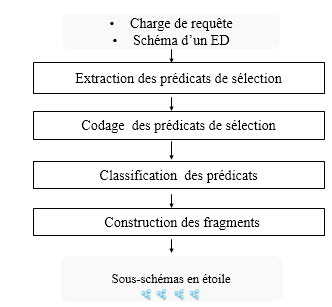 • Charge de requête
• Schéma d'un ED
Extraction des prédicats de sélection
Codage des prédicats de sélection
Classification des prédicats
Construction des fragments
Sous-schémas en étoile